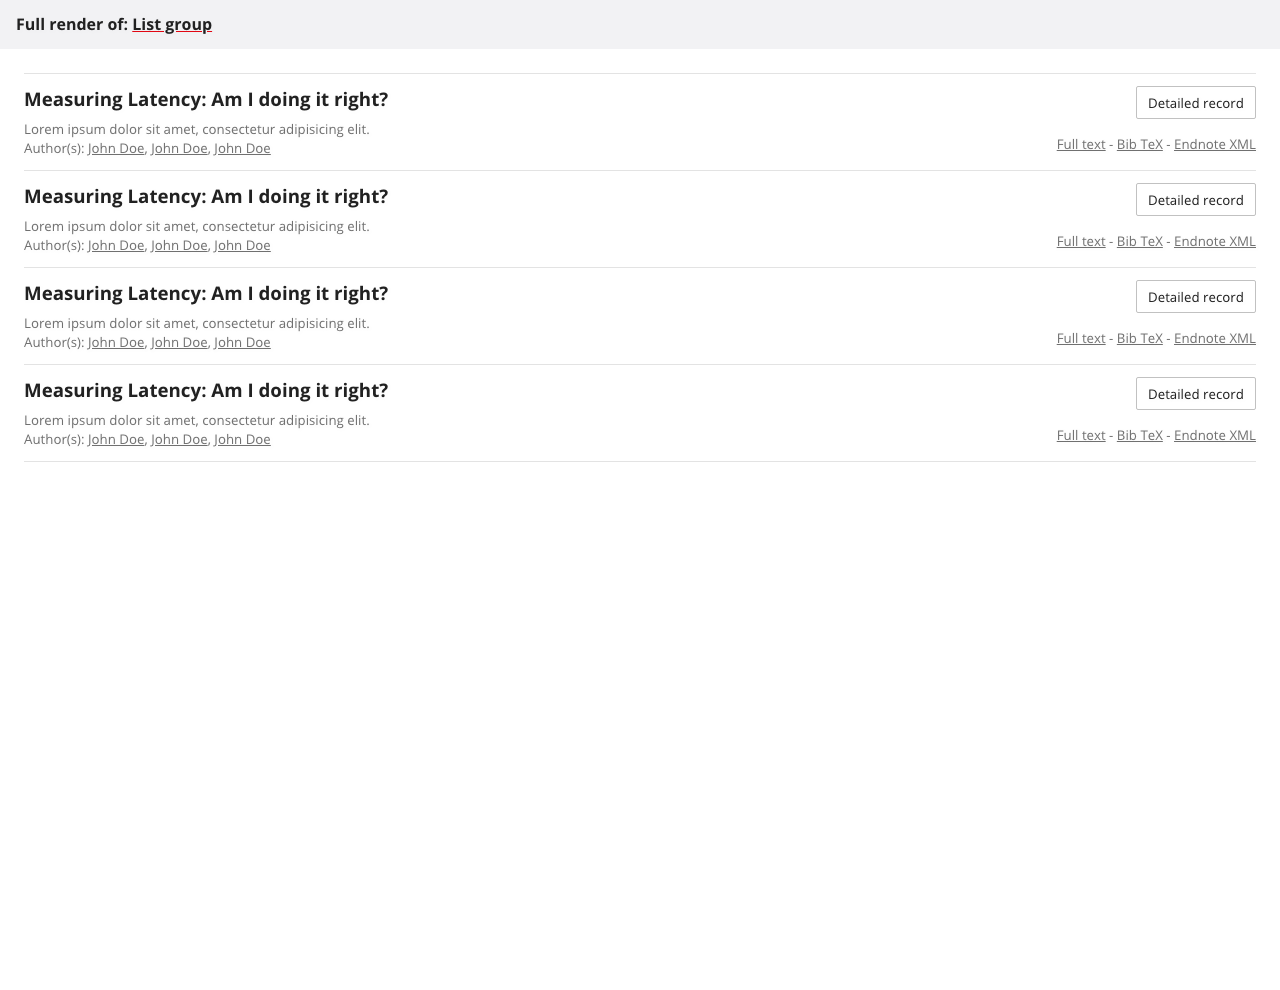 Full render of: List group
Measuring Latency: Am I doing it right?
Detailed record
Lorem ipsum dolor sit amet, consectetur adipisicing elit.
Author(s): John Doe, John Doe, John Doe
Full text - Bib TeX - Endnote XML
Measuring Latency: Am I doing it right?
Detailed record
Lorem ipsum dolor sit amet, consectetur adipisicing elit.
Author(s): John Doe, John Doe, John Doe
Full text - Bib TeX - Endnote XML
Measuring Latency: Am I doing it right?
Detailed record
Lorem ipsum dolor sit amet, consectetur adipisicing elit.
Author(s): John Doe, John Doe, John Doe
Full text - Bib TeX - Endnote XML
Measuring Latency: Am I doing it right?
Detailed record
Lorem ipsum dolor sit amet, consectetur adipisicing elit.
Author(s): John Doe, John Doe, John Doe
Full text - Bib TeX - Endnote XML